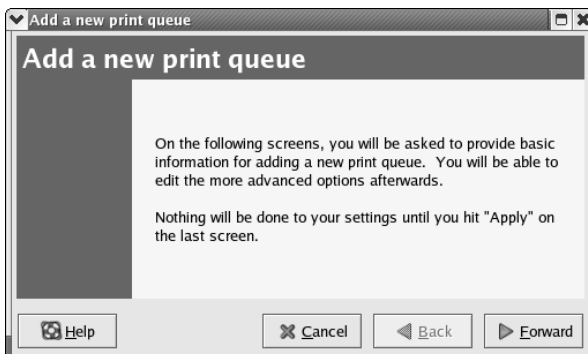 Add a new print queue
Add a new print queue
On the following screens, you will be asked to provide basic
information for adding a new print queue.  You will be able to
edit the more advanced options afterwards.
Nothing will be done to your settings until you hit "Apply" on
the last screen.
Help
Cancel
Back
Forward